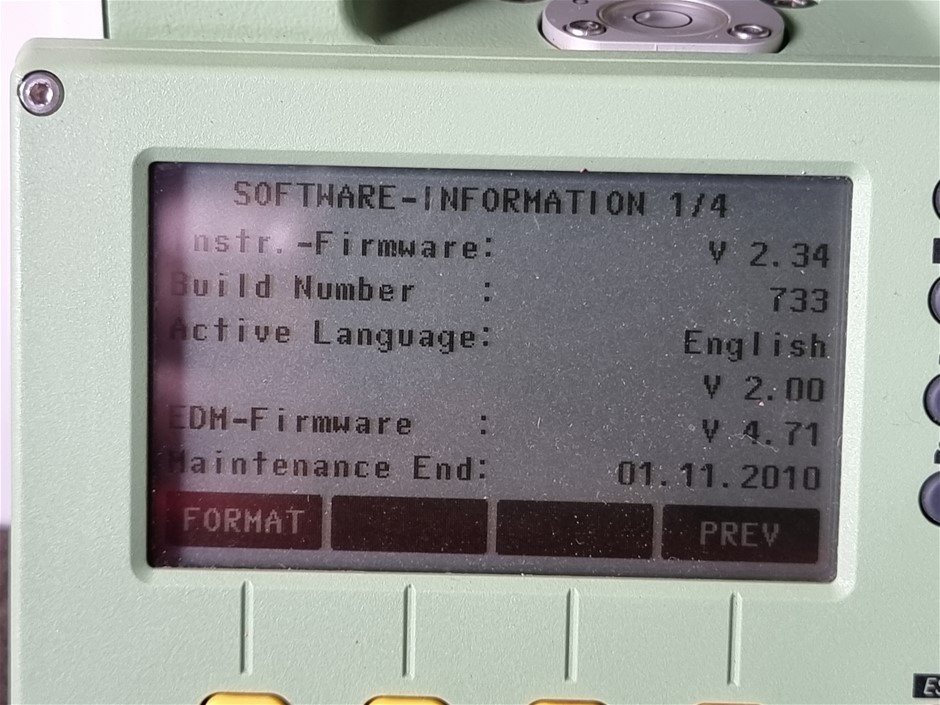 SOFTWARE-INFORMATION 1/4
Instr.-Firmware: V 2.34
Build Number : 733
Active Language: English
V 2.00
EDM-Firmware : V 4.71
Maintenance End: 01.11.2010
FORMAT PREV